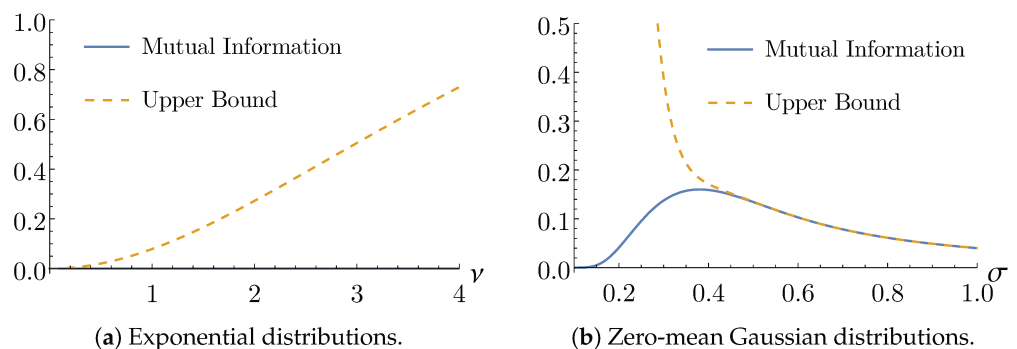 1.0
0.8
0.6
0.4
0.2
0.0
Mutual Information
Upper Bound
1 2 3 4
ν
(a) Exponential distributions.
0.5
0.4
0.3
0.2
0.1
0.0
Mutual Information
Upper Bound
0.2 0.4 0.6 0.8 1.0
σ
(b) Zero-mean Gaussian distributions.